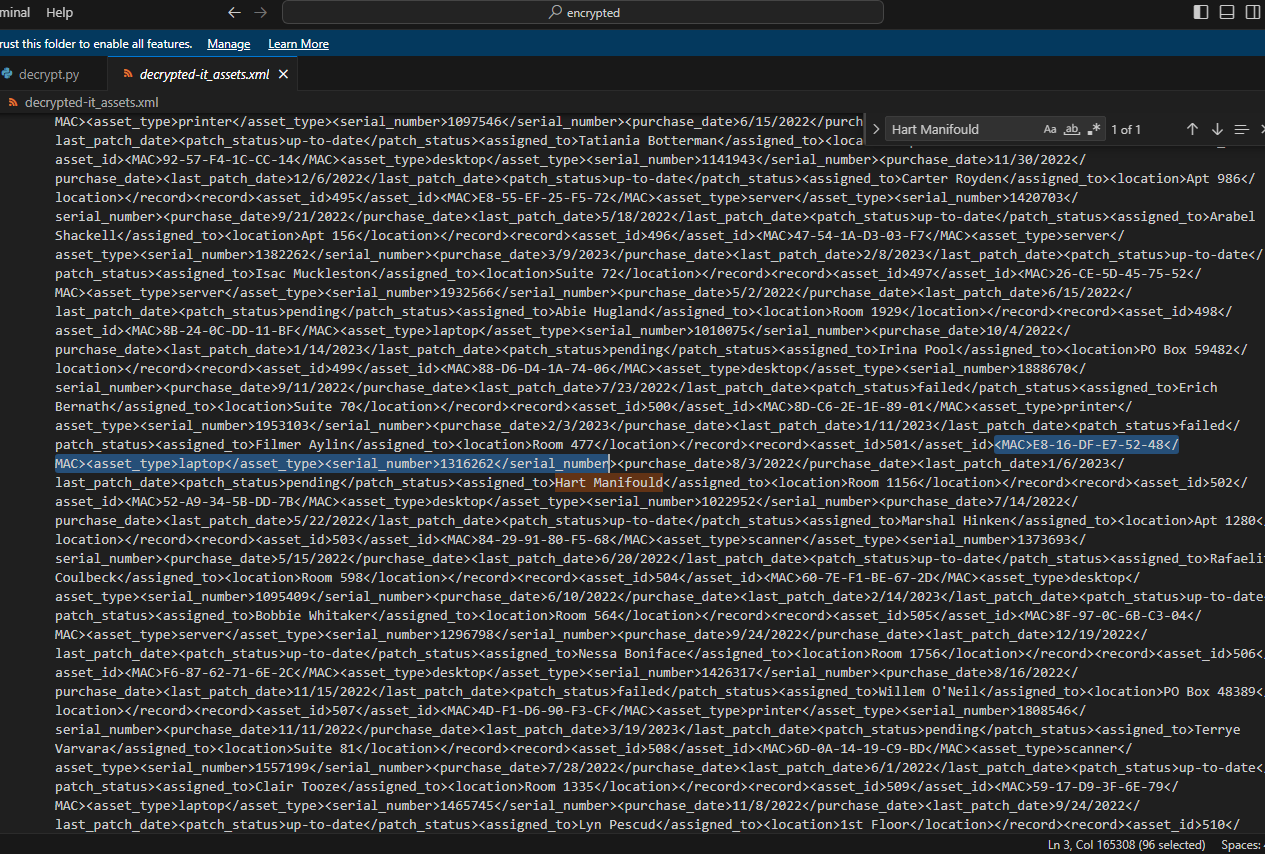 minal Help
encrypted
rust this folder to enable all features. Manage Learn More
decrypt.py
decrypted-it_assets.xml
decrypted-it_assets.xml
Hart Manifould
Aa ab .* 1 of 1
MAC><asset_type>printer</asset_type><serial_number>1097546</serial_number><purchase_date>6/15/2022</purch
last_patch_date><patch_status>up-to-date</patch_status><assigned_to>Tatiania Botterman</assigned_to><loca
asset_id><MAC>92-57-F4-1C-CC-14</MAC><asset_type>desktop</asset_type><serial_number>1141943</serial_number><purchase_date>11/30/2022</
purchase_date><last_patch_date>12/6/2022</last_patch_date><patch_status>up-to-date</patch_status><assigned_to>Carter Royden</assigned_to><location>Apt 986</
location></record><record><asset_id>495</asset_id><MAC>E8-55-EF-25-F5-72</MAC><asset_type>server</asset_type><serial_number>1420703</
serial_number><purchase_date>9/21/2022</purchase_date><last_patch_date>5/18/2022</last_patch_date><patch_status>up-to-date</patch_status><assigned_to>Arabel
Shackell</assigned_to><location>Apt 156</location></record><record><asset_id>496</asset_id><MAC>47-54-1A-D3-03-F7</MAC><asset_type>server</
asset_type><serial_number>1382262</serial_number><purchase_date>3/9/2023</purchase_date><last_patch_date>2/8/2023</last_patch_date><patch_status>up-to-date</
patch_status><assigned_to>Isac Muckleston</assigned_to><location>Suite 72</location></record><record><asset_id>497</asset_id><MAC>26-CE-5D-45-75-52</
MAC><asset_type>server</asset_type><serial_number>1932566</serial_number><purchase_date>5/2/2022</purchase_date><last_patch_date>6/15/2022</
last_patch_date><patch_status>pending</patch_status><assigned_to>Abie Hugland</assigned_to><location>Room 1929</location></record><record><asset_id>498</
asset_id><MAC>8B-24-0C-DD-11-BF</MAC><asset_type>laptop</asset_type><serial_number>1010075</serial_number><purchase_date>10/4/2022</
purchase_date><last_patch_date>1/14/2023</last_patch_date><patch_status>pending</patch_status><assigned_to>Irina Pool</assigned_to><location>PO Box 59482</
location></record><record><asset_id>499</asset_id><MAC>88-D6-D4-1A-74-06</MAC><asset_type>desktop</asset_type><serial_number>1888670</
serial_number><purchase_date>9/11/2022</purchase_date><last_patch_date>7/23/2022</last_patch_date><patch_status>failed</patch_status><assigned_to>Erich
Bernath</assigned_to><location>Suite 70</location></record><record><asset_id>500</asset_id><MAC>8D-C6-2E-1E-89-01</MAC><asset_type>printer</
asset_type><serial_number>1953103</serial_number><purchase_date>2/3/2023</purchase_date><last_patch_date>1/11/2023</last_patch_date><patch_status>failed</
patch_status><assigned_to>Filmer Aylin</assigned_to><location>Room 477</location></record><record><asset_id>501</asset_id><MAC>E8-16-DF-E7-52-48</
MAC><asset_type>laptop</asset_type><serial_number>1316262</serial_number><purchase_date>8/3/2022</purchase_date><last_patch_date>1/6/2023</
last_patch_date><patch_status>pending</patch_status><assigned_to>Hart Manifould</assigned_to><location>Room 1156</location></record><record><asset_id>502</
asset_id><MAC>52-A9-34-5B-DD-7B</MAC><asset_type>desktop</asset_type><serial_number>1022952</serial_number><purchase_date>7/14/2022</
purchase_date><last_patch_date>5/22/2022</last_patch_date><patch_status>up-to-date</patch_status><assigned_to>Marshal Hinken</assigned_to><location>Apt 1280</
location></record><record><asset_id>503</asset_id><MAC>84-29-91-80-F5-68</MAC><asset_type>scanner</asset_type><serial_number>1373693</
serial_number><purchase_date>5/15/2022</purchase_date><last_patch_date>6/20/2022</last_patch_date><patch_status>up-to-date</patch_status><assigned_to>Rafaeli
Coulbeck</assigned_to><location>Room 598</location></record><record><asset_id>504</asset_id><MAC>60-7E-F1-BE-67-2D</MAC><asset_type>desktop</
asset_type><serial_number>1095409</serial_number><purchase_date>6/10/2022</purchase_date><last_patch_date>2/14/2023</last_patch_date><patch_status>up-to-date
patch_status><assigned_to>Bobbie Whitaker</assigned_to><location>Room 564</location></record><record><asset_id>505</asset_id><MAC>8F-97-0C-6B-C3-04</
MAC><asset_type>server</asset_type><serial_number>1296798</serial_number><purchase_date>9/24/2022</purchase_date><last_patch_date>12/19/2022</
last_patch_date><patch_status>up-to-date</patch_status><assigned_to>Nessa Boniface</assigned_to><location>Room 1756</location></record><record><asset_id>506</
asset_id><MAC>F6-87-62-71-6E-2C</MAC><asset_type>desktop</asset_type><serial_number>1426317</serial_number><purchase_date>8/16/2022</
purchase_date><last_patch_date>11/15/2022</last_patch_date><patch_status>failed</patch_status><assigned_to>Willem O'Neil</assigned_to><location>PO Box 48389<
location></record><record><asset_id>507</asset_id><MAC>4D-F1-D6-90-F3-CF</MAC><asset_type>printer</asset_type><serial_number>1808546</
serial_number><purchase_date>11/11/2022</purchase_date><last_patch_date>3/19/2023</last_patch_date><patch_status>pending</patch_status><assigned_to>Terrye
Varvara</assigned_to><location>Suite 81</location></record><record><asset_id>508</asset_id><MAC>6D-0A-14-19-C9-BD</MAC><asset_type>scanner</
asset_type><serial_number>1557199</serial_number><purchase_date>7/28/2022</purchase_date><last_patch_date>6/1/2022</last_patch_date><patch_status>up-to-date<
patch_status><assigned_to>Clair Tooze</assigned_to><location>Room 1335</location></record><record><asset_id>509</asset_id><MAC>59-17-D9-3F-6E-79</
MAC><asset_type>laptop</asset_type><serial_number>1465745</serial_number><purchase_date>11/8/2022</purchase_date><last_patch_date>9/24/2022</
last_patch_date><patch_status>up-to-date</patch_status><assigned_to>Lyn Pescud</assigned_to><location>1st Floor</location></record><record><asset_id>510</
Ln 3, Col 165308 (96 selected) Spaces: